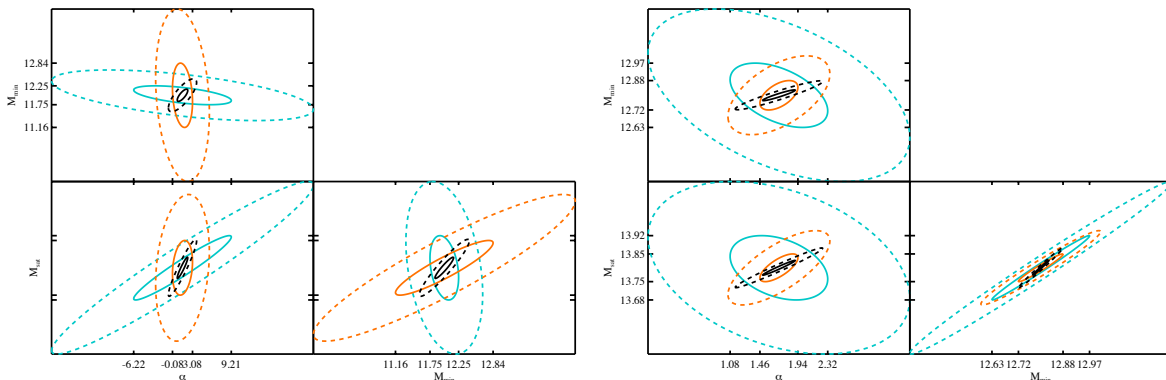 12.84
12.25
11.75
11.16
M_min
M_sat
-6.22 -0.08 3.08 9.21
α
11.16 11.75 12.25 12.84
M_min
12.97
12.88
12.72
12.63
M_min
13.92
13.85
13.75
13.68
M_sat
1.08 1.46 1.94 2.32
α
12.63 12.72 12.88 12.97
M_min